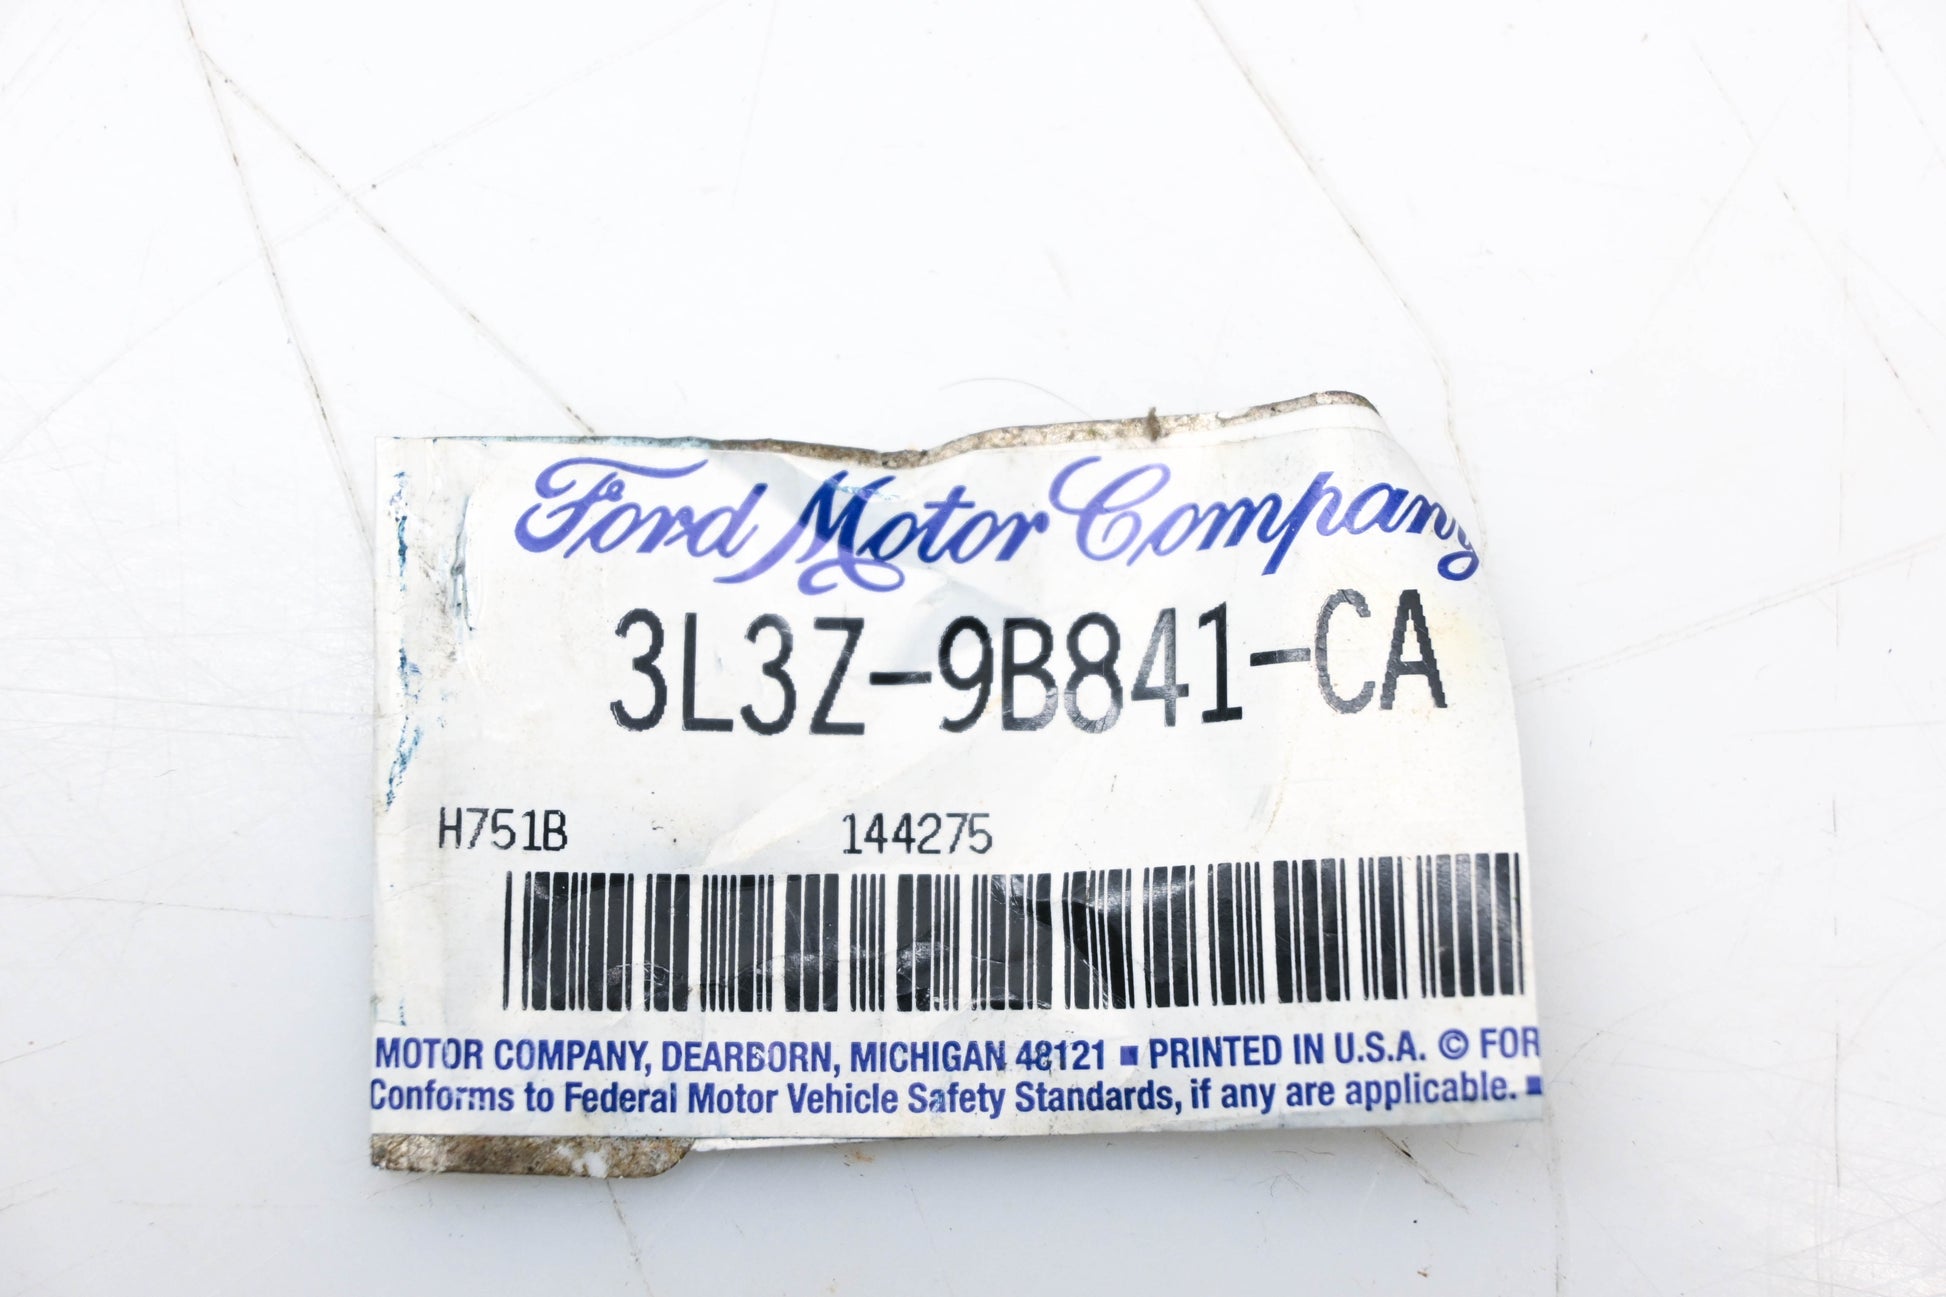 Ford Motor Company
3L3Z-9B841-CA
H751B 144275
MOTOR COMPANY, DEARBORN, MICHIGAN 48121 ■ PRINTED IN U.S.A. © FOR
Conforms to Federal Motor Vehicle Safety Standards, if any are applicable. ■